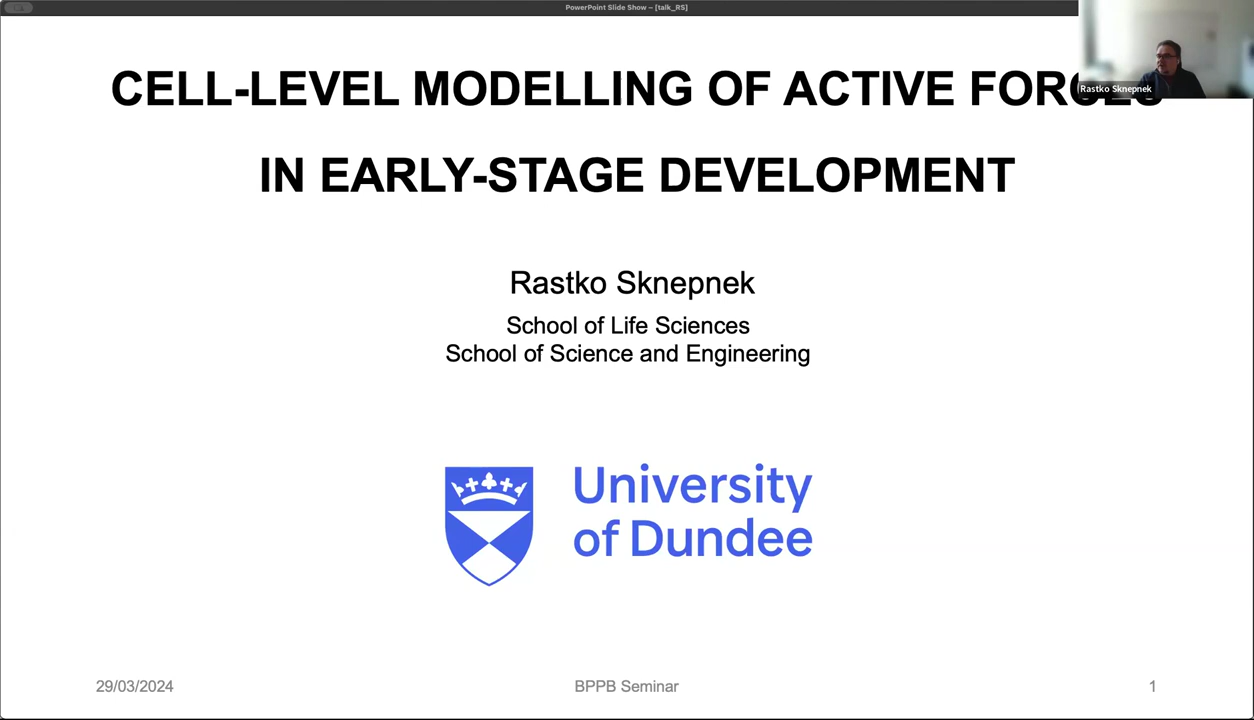 PowerPoint Slide Show – [talk_RS]
CELL-LEVEL MODELLING OF ACTIVE FORCES
Rastko Sknepnek
IN EARLY-STAGE DEVELOPMENT
Rastko Sknepnek
School of Life Sciences
School of Science and Engineering
University
of Dundee
29/03/2024
BPPB Seminar
1